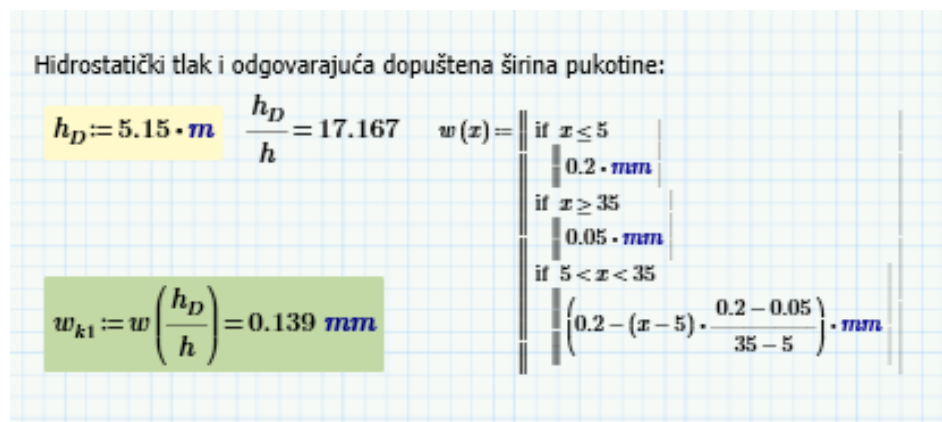 Hidrostatički tlak i odgovarajuća dopuštena širina pukotine:
h_D := 5.15 · m    h_D/h = 17.167    w(x) := ‖ if x ≤ 5
0.2 · mm
if x ≥ 35
0.05 · mm
if 5 < x < 35
(0.2 − (x − 5) · (0.2 − 0.05)/(35 − 5)) · mm
w_k1 := w(h_D/h) = 0.139 mm